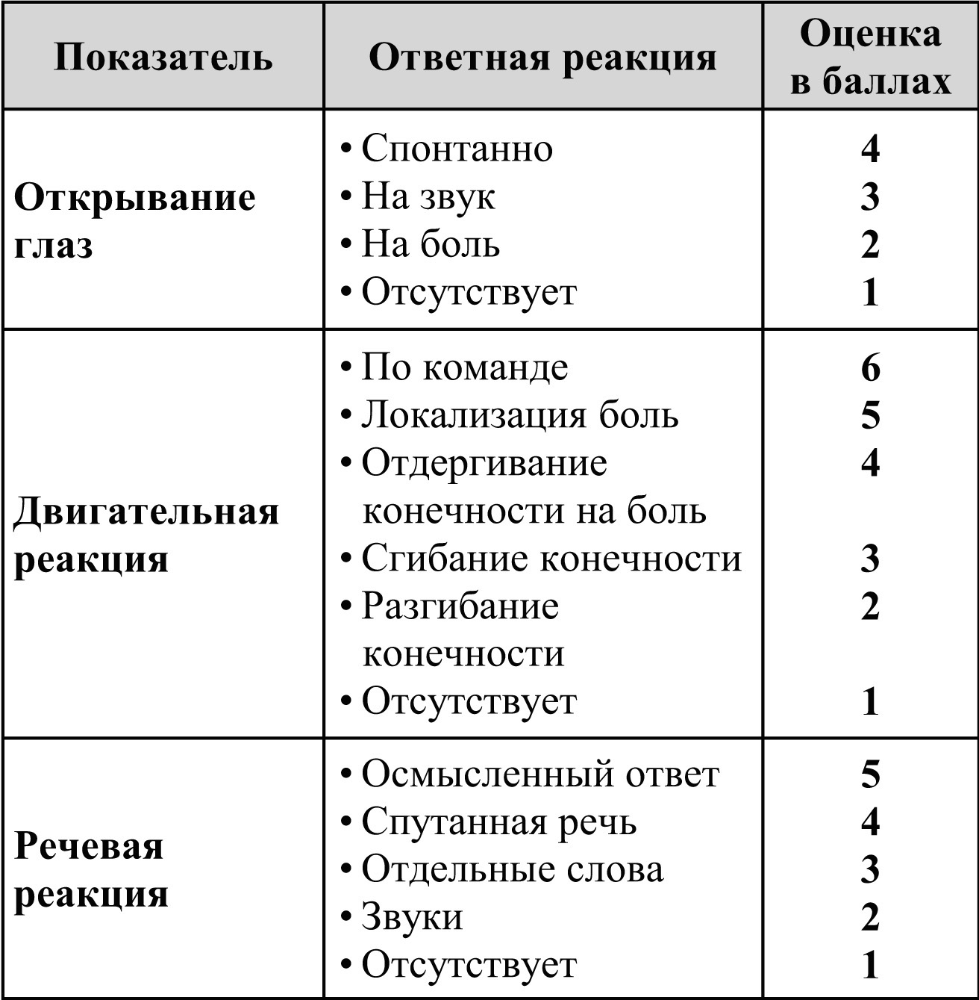 Показатель Ответная реакция Оценка в баллах
Открывание глаз
• Спонтанно 4
• На звук 3
• На боль 2
• Отсутствует 1
Двигательная реакция
• По команде 6
• Локализация боль 5
• Отдергивание 4
конечности на боль
• Сгибание конечности 3
• Разгибание 2
конечности
• Отсутствует 1
Речевая реакция
• Осмысленный ответ 5
• Спутанная речь 4
• Отдельные слова 3
• Звуки 2
• Отсутствует 1